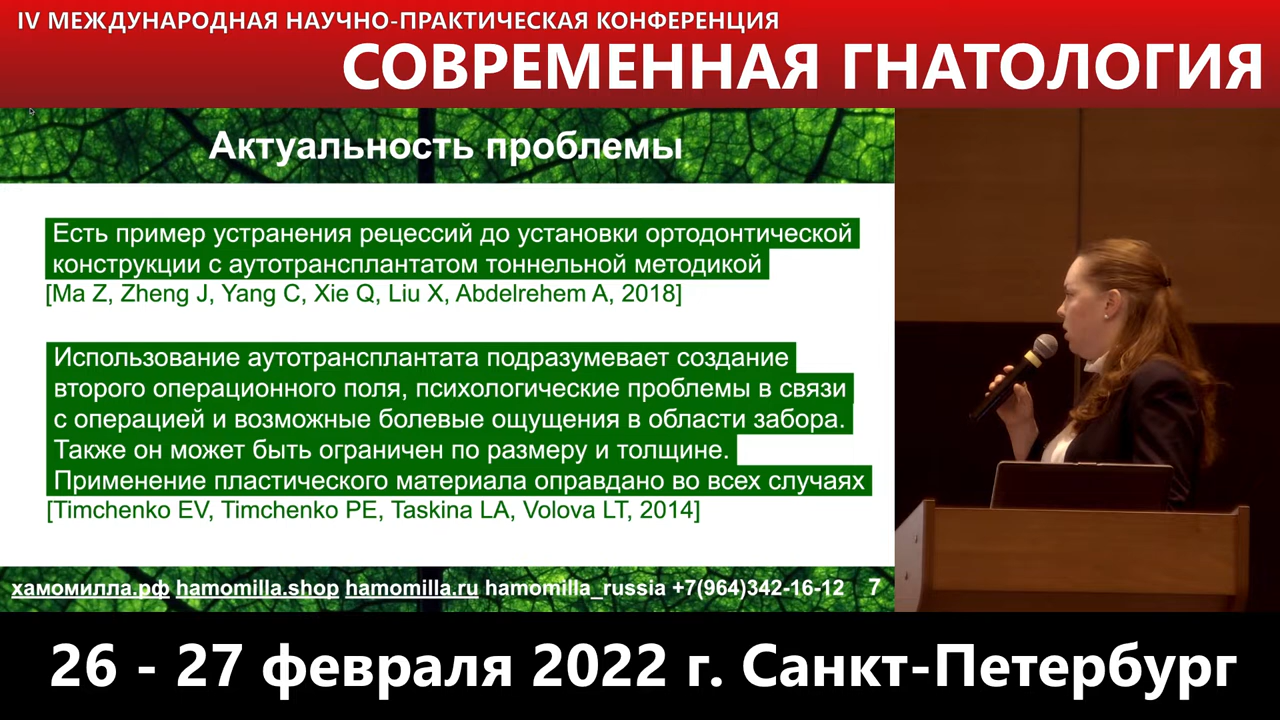 IV МЕЖДУНАРОДНАЯ НАУЧНО-ПРАКТИЧЕСКАЯ КОНФЕРЕНЦИЯ
СОВРЕМЕННАЯ ГНАТОЛОГИЯ
Актуальность проблемы
Есть пример устранения рецессий до установки ортодонтической
конструкции с аутотрансплантатом тоннельной методикой
[Ma Z, Zheng J, Yang C, Xie Q, Liu X, Abdelrehem A, 2018]
Использование аутотрансплантата подразумевает создание
второго операционного поля, психологические проблемы в связи
с операцией и возможные болевые ощущения в области забора.
Также он может быть ограничен по размеру и толщине.
Применение пластического материала оправдано во всех случаях
[Timchenko EV, Timchenko PE, Taskina LA, Volova LT, 2014]
хамомилла.рф hamomilla.shop hamomilla.ru hamomilla_russia +7(964)342-16-12 7
26 - 27 февраля 2022 г. Санкт-Петербург